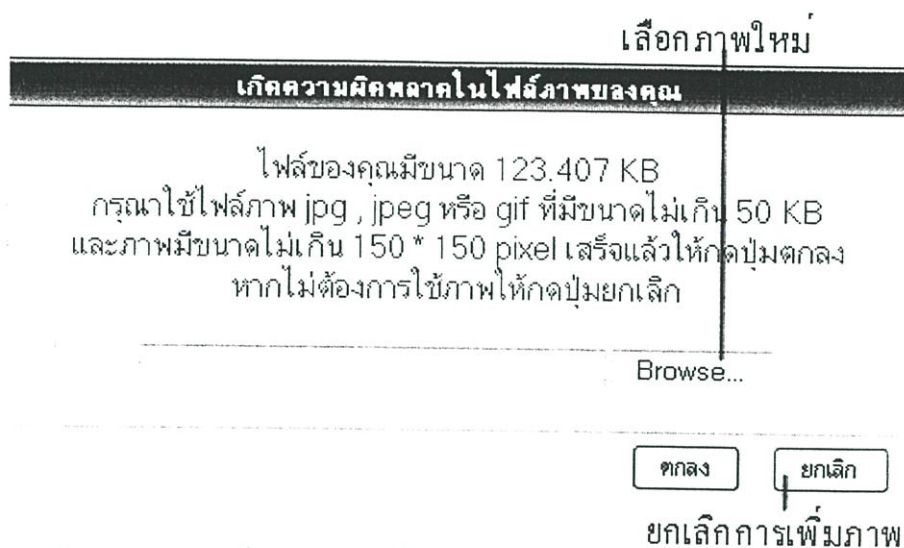 เลือกภาพใหม่
เกิดความผิดพลาดในไฟล์ภาพของคุณ
ไฟล์ของคุณมีขนาด 123.407 KB
กรุณาใช้ไฟล์ภาพ jpg , jpeg หรือ gif ที่มีขนาดไม่เกิน 50 KB
และภาพมีขนาดไม่เกิน 150 * 150 pixel เสร็จแล้วให้กดปุ่มตกลง
หากไม่ต้องการใช้ภาพให้กดปุ่มยกเลิก
Browse...
ตกลง ยกเลิก
ยกเลิกการเพิ่มภาพ